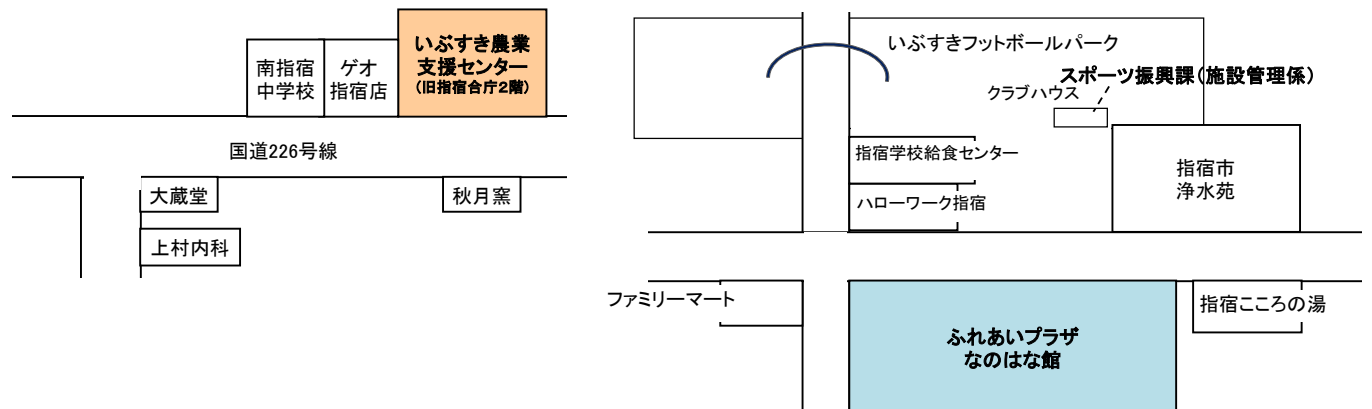 南指宿
中学校
ゲオ
指宿店
いぶすき農業
支援センター
(旧指宿合庁2階)
国道226号線
大蔵堂
秋月窯
上村内科
いぶすきフットボールパーク
スポーツ振興課(施設管理係)
クラブハウス
指宿学校給食センター
指宿市
浄水苑
ハローワーク指宿
ファミリーマート
指宿こころの湯
ふれあいプラザ
なのはな館